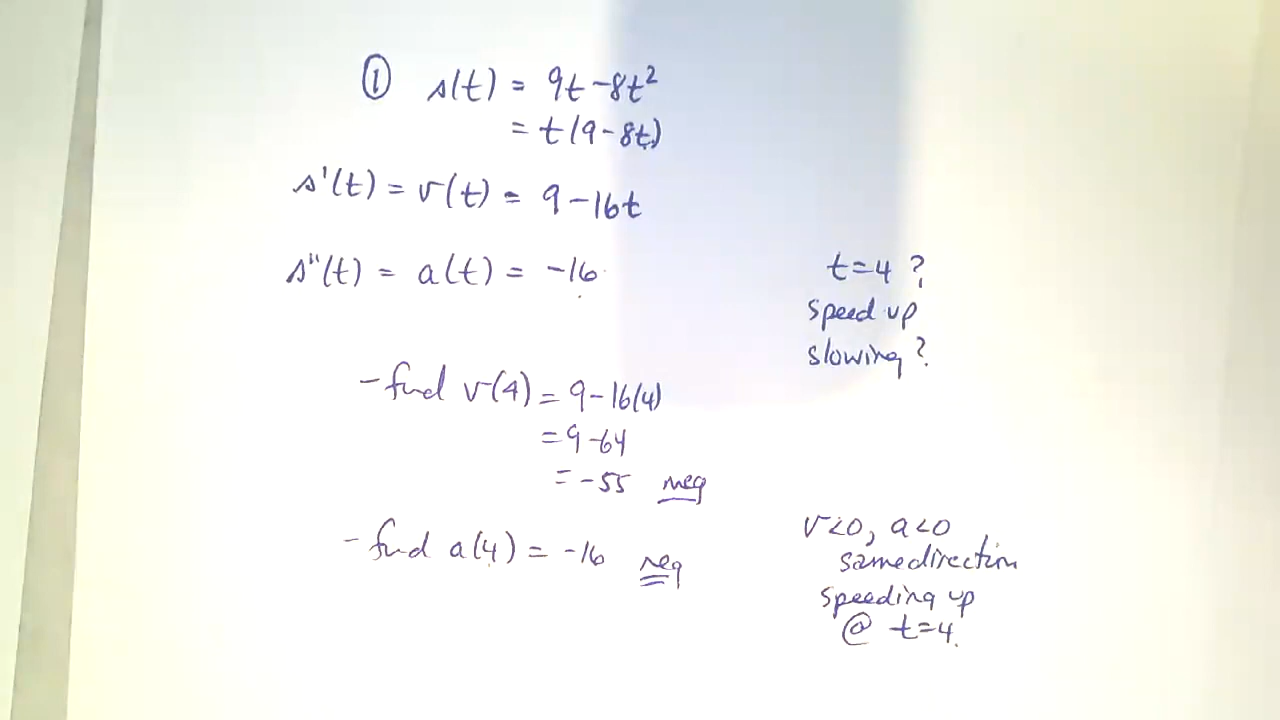 ① s(t) = 9t - 8t²
= t(9 - 8t)
s'(t) = v(t) = 9 - 16t
s"(t) = a(t) = -16
t=4 ?
speed up
slowing ?
- find v(4) = 9 - 16(4)
= 9 - 64
= -55 neg
- find a(4) = -16 neg
v<0, a<0
same direction
speeding up
@ t=4.